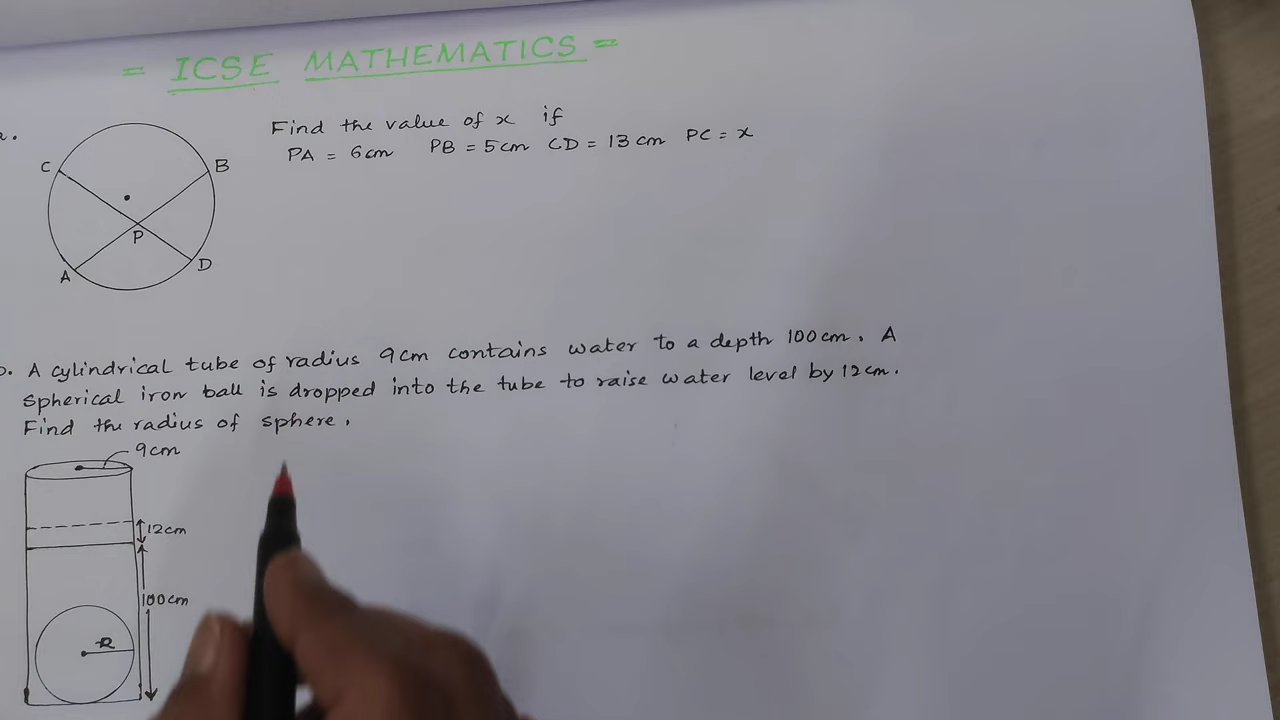 = ICSE MATHEMATICS =
a.
Find the value of x if
PA = 6cm PB = 5cm CD = 13cm PC = x
C
B
P
A
D
b. A cylindrical tube of radius 9cm contains water to a depth 100cm. A
Spherical iron ball is dropped into the tube to raise water level by 12cm.
Find the radius of sphere.
9cm
12cm
100cm
R